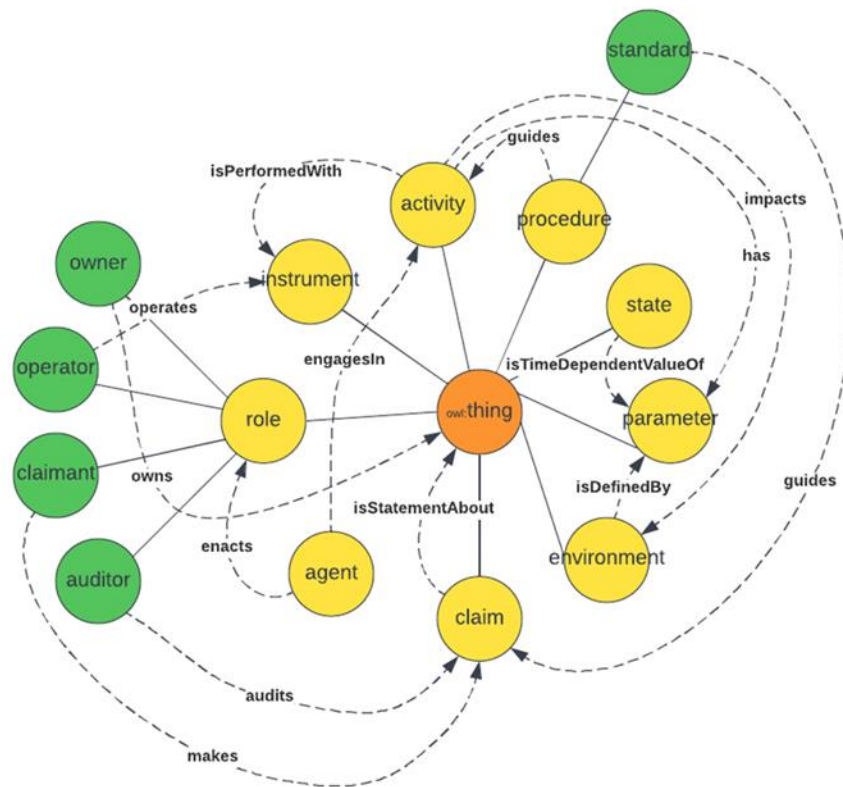 standard
guides
isPerformedWith
activity
procedure
impacts
owner
instrument
has
operates
state
engagesIn
isTimeDependentValueOf
operator
role
owl:thing
parameter
claimant
owns
isDefinedBy
guides
isStatementAbout
enacts
environment
auditor
agent
claim
audits
makes